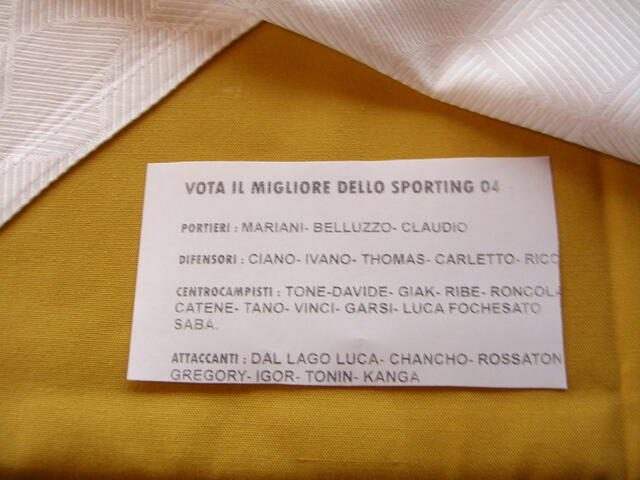 VOTA IL MIGLIORE DELLO SPORTING 04
PORTIERI : MARIANI- BELLUZZO- CLAUDIO
DIFENSORI : CIANO- IVANO- THOMAS- CARLETTO- RICC
CENTROCAMPISTI : TONE-DAVIDE- GIAK- RIBE- RONCOLA
CATENE- TANO- VINCI- GARSI- LUCA FOCHESATO
SABA.
ATTACCANTI : DAL LAGO LUCA- CHANCHO- ROSSATON
GREGORY- IGOR- TONIN- KANGA